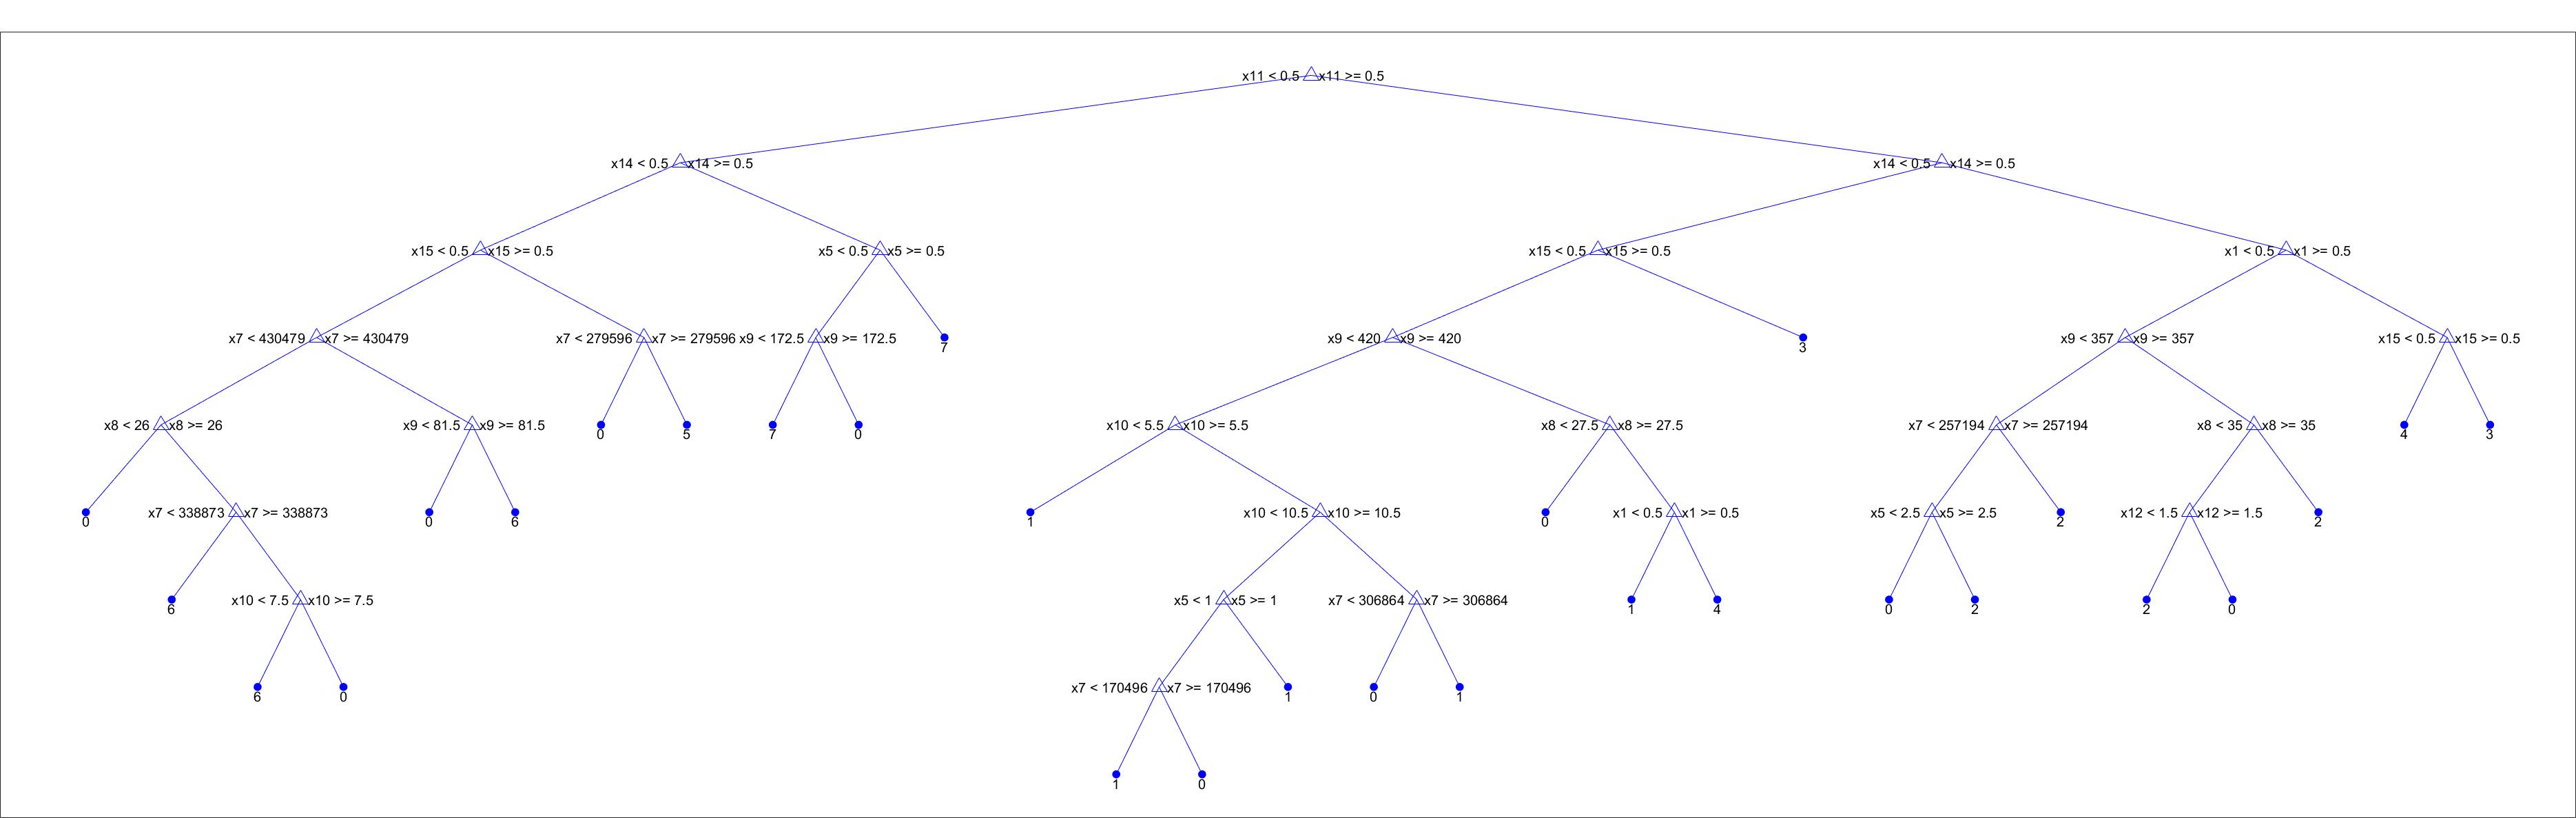 x11 < 0.5 x11 >= 0.5
x14 < 0.5 x14 >= 0.5 x14 < 0.5 x14 >= 0.5
x15 < 0.5 x15 >= 0.5 x5 < 0.5 x5 >= 0.5 x15 < 0.5 x15 >= 0.5 x1 < 0.5 x1 >= 0.5
x7 < 430479 x7 >= 430479 x7 < 279596 x7 >= 279596 x9 < 172.5 x9 >= 172.5 7 x9 < 420 x9 >= 420 3 x9 < 357 x9 >= 357 x15 < 0.5 x15 >= 0.5
x8 < 26 x8 >= 26 x9 < 81.5 x9 >= 81.5 0 5 7 0 x10 < 5.5 x10 >= 5.5 x8 < 27.5 x8 >= 27.5 x7 < 257194 x7 >= 257194 x8 < 35 x8 >= 35 4 3
0 x7 < 338873 x7 >= 338873 0 6 1 x10 < 10.5 x10 >= 10.5 0 x1 < 0.5 x1 >= 0.5 x5 < 2.5 x5 >= 2.5 2 x12 < 1.5 x12 >= 1.5 2
6 x10 < 7.5 x10 >= 7.5 x5 < 1 x5 >= 1 x7 < 306864 x7 >= 306864 1 4 0 2 2 0
6 0 x7 < 170496 x7 >= 170496 1 0 1
1 0